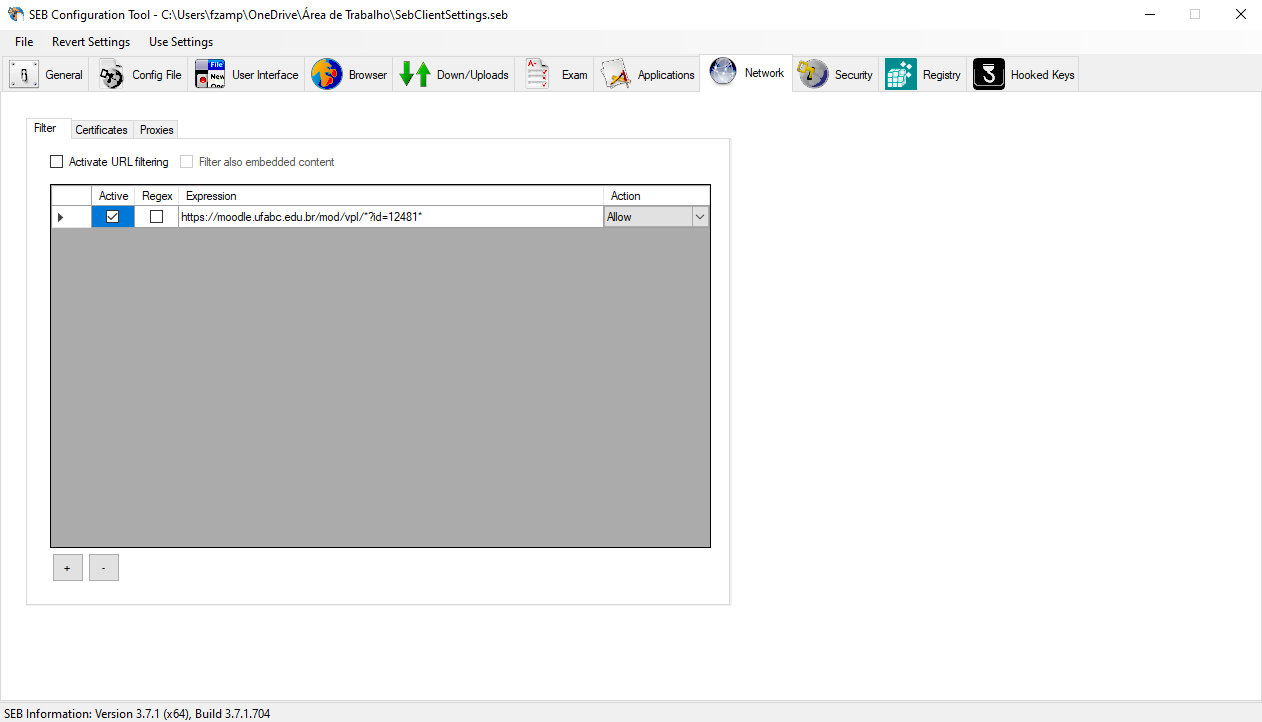 SEB Configuration Tool - C:\Users\fzamp\OneDrive\Área de Trabalho\SebClientSettings.seb
File Revert Settings Use Settings
General Config File User Interface Browser Down/Uploads Exam Applications Network Security Registry Hooked Keys
Filter Certificates Proxies
Activate URL filtering Filter also embedded content
Active Regex Expression Action
https://moodle.ufabc.edu.br/mod/vpl/*?id=12481* Allow
+ -
SEB Information: Version 3.7.1 (x64), Build 3.7.1.704